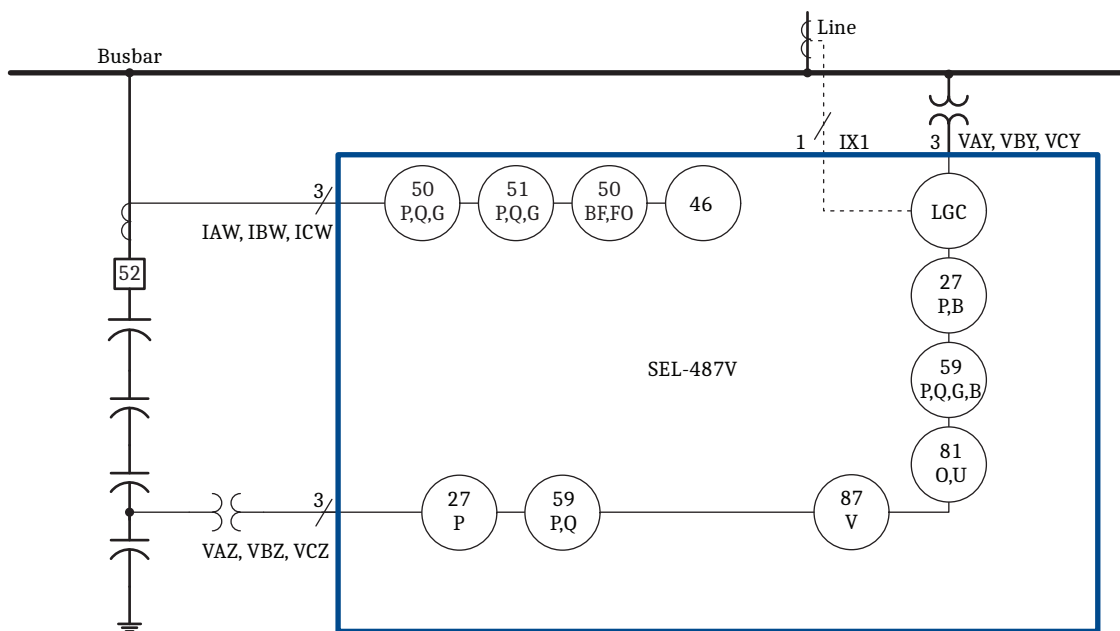 Line
Busbar
1
IX1
3
VAY, VBY, VCY
3
50
P,Q,G
51
P,Q,G
50
BF,FO
46
LGC
IAW, IBW, ICW
52
27
P,B
SEL-487V
59
P,Q,G,B
81
O,U
3
27
P
59
P,Q
87
V
VAZ, VBZ, VCZ